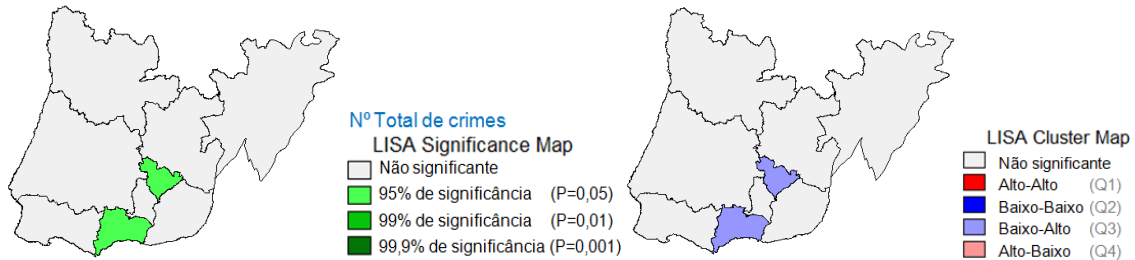 Nº Total de crimes
LISA Significance Map
Não significante
95% de significância (P=0,05)
99% de significância (P=0,01)
99,9% de significância (P=0,001)
LISA Cluster Map
Não significante
Alto-Alto (Q1)
Baixo-Baixo (Q2)
Baixo-Alto (Q3)
Alto-Baixo (Q4)